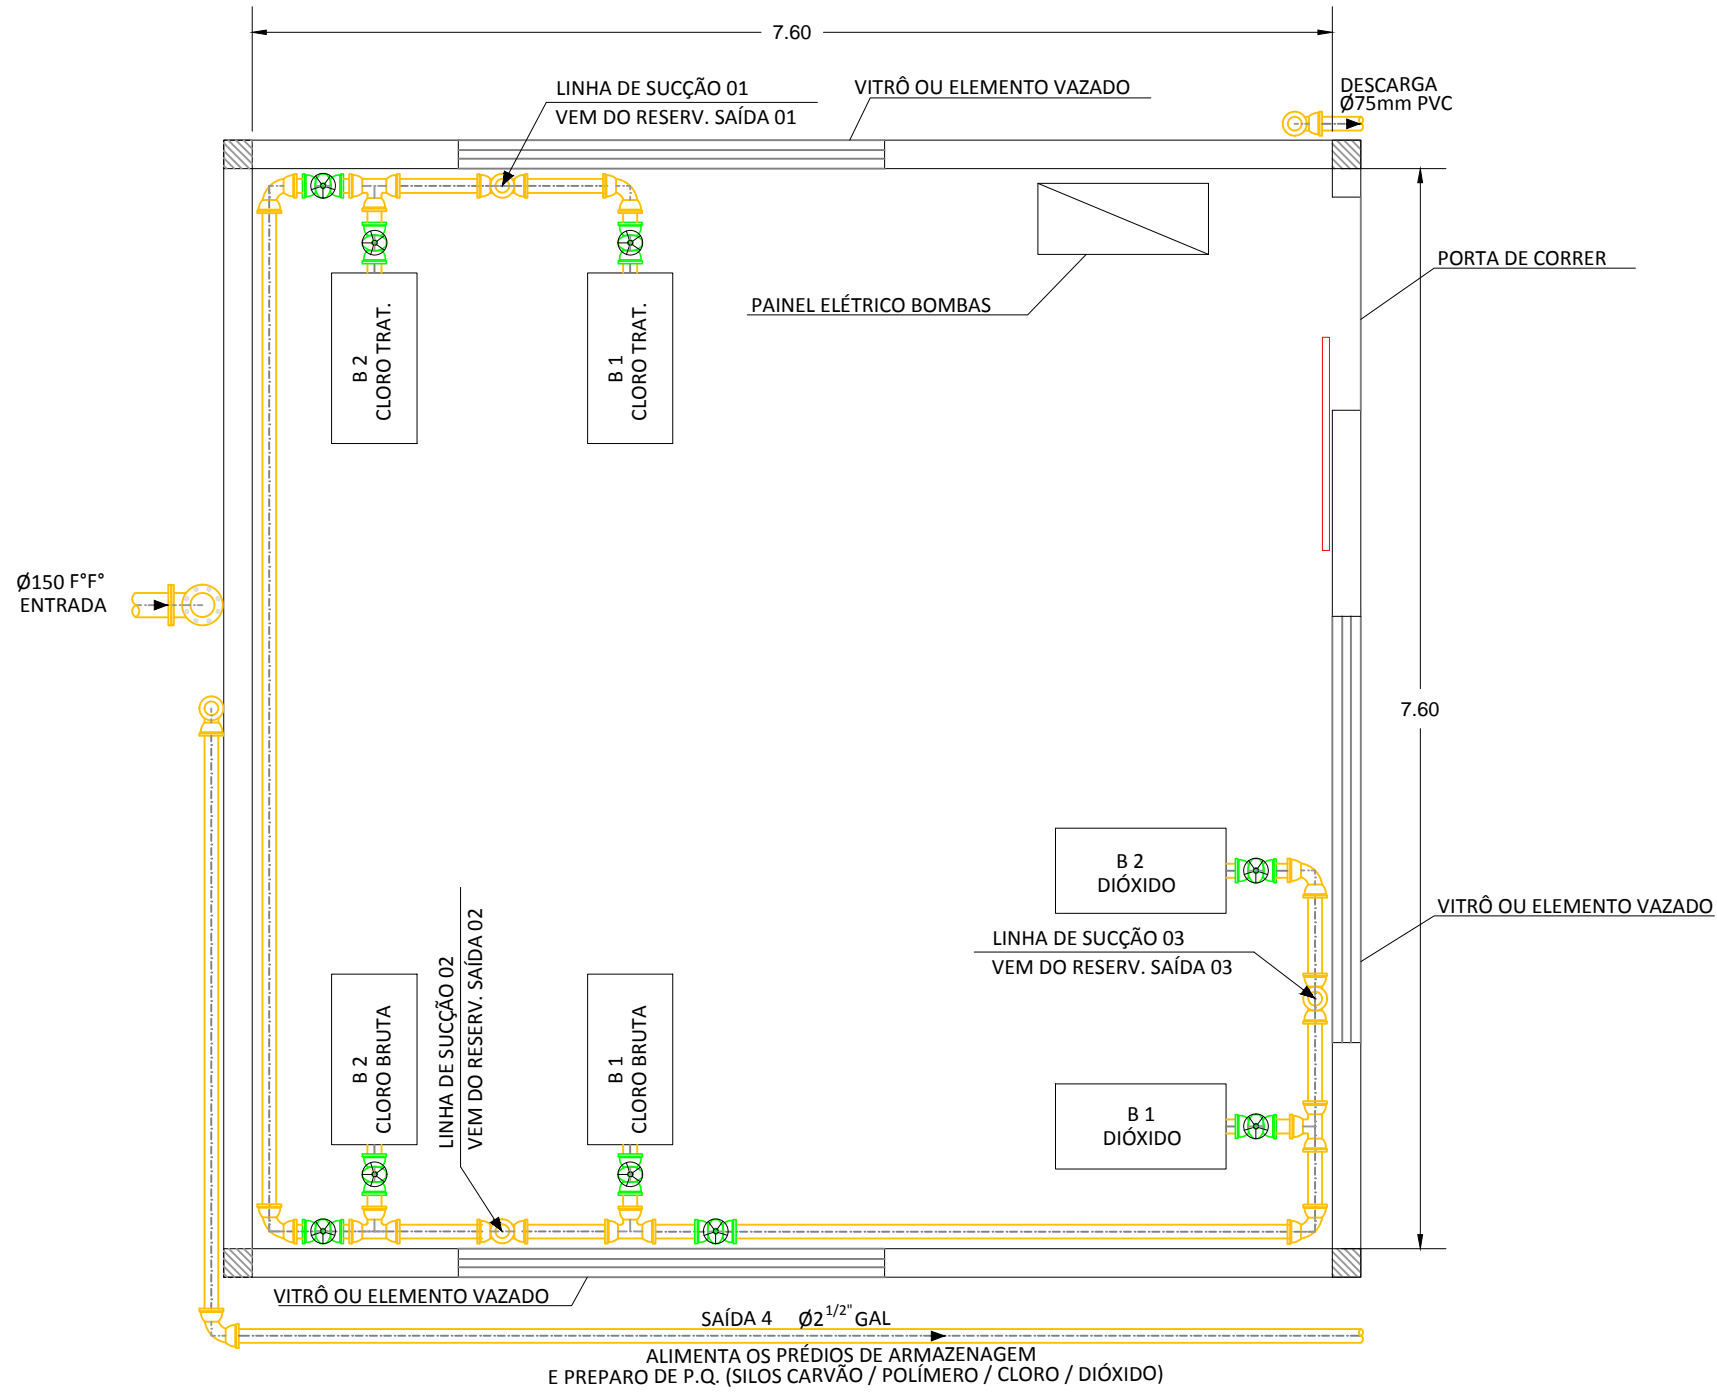 7.60
LINHA DE SUCÇÃO 01
VEM DO RESERV. SAÍDA 01
VITRÔ OU ELEMENTO VAZADO
DESCARGA
Ø75mm PVC
PORTA DE CORRER
PAINEL ELÉTRICO BOMBAS
B 2
CLORO TRAT.
B 1
CLORO TRAT.
Ø150 F°F°
ENTRADA
7.60
B 2
DIÓXIDO
VITRÔ OU ELEMENTO VAZADO
LINHA DE SUCÇÃO 03
VEM DO RESERV. SAÍDA 03
LINHA DE SUCÇÃO 02
VEM DO RESERV. SAÍDA 02
B 2
CLORO BRUTA
B 1
CLORO BRUTA
B 1
DIÓXIDO
VITRÔ OU ELEMENTO VAZADO
SAÍDA 4 Ø2 1/2" GAL
ALIMENTA OS PRÉDIOS DE ARMAZENAGEM
E PREPARO DE P.Q. (SILOS CARVÃO / POLÍMERO / CLORO / DIÓXIDO)